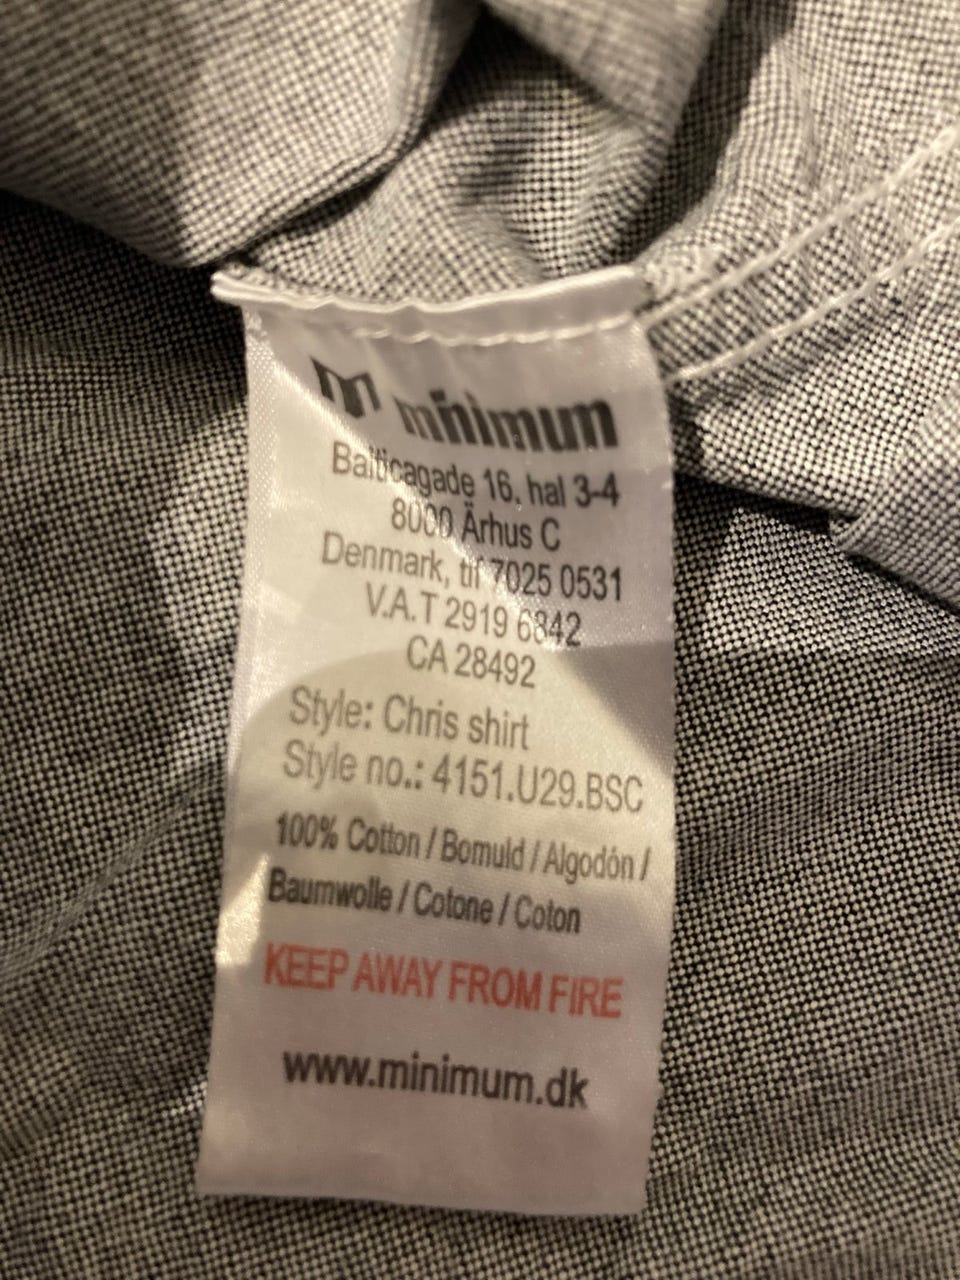 m minimum
Balticagade 16, hal 3-4
8000 Århus C
Denmark, tlf 7025 0531
V.A.T 2919 6842
CA 28492
Style: Chris shirt
Style no.: 4151.U29.BSC
100% Cotton / Bomuld / Algodón /
Baumwolle / Cotone / Coton
KEEP AWAY FROM FIRE
www.minimum.dk